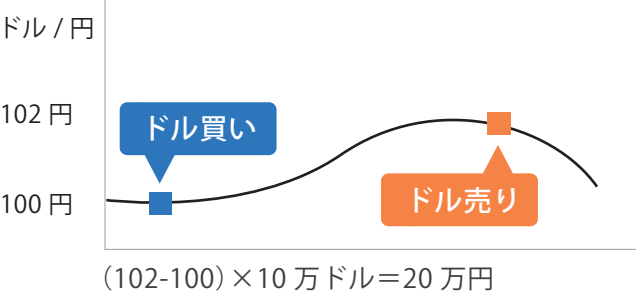 ドル / 円
102 円
ドル買い
100 円
ドル売り
(102-100)×10 万ドル＝20 万円